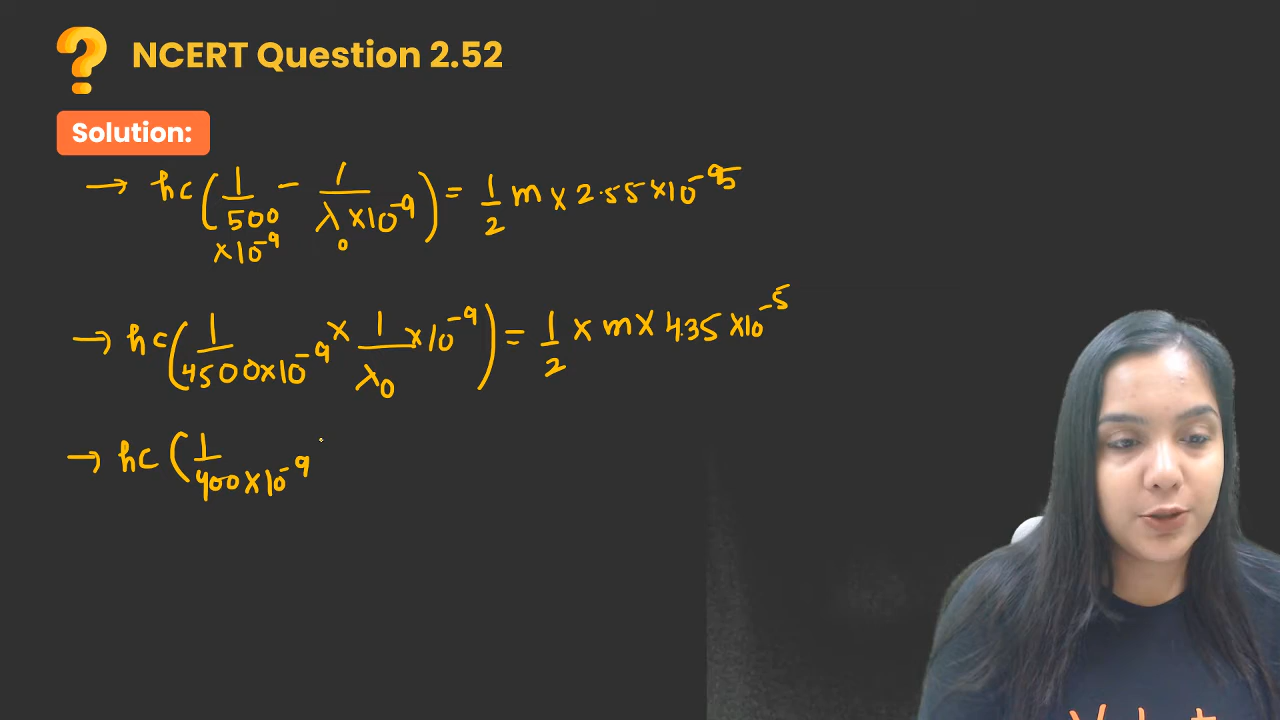 ? NCERT Question 2.52
Solution:
→ hc(1/500×10⁻⁹ − 1/λ₀×10⁻⁹) = 1/2 m × 2.55×10⁻⁵
→ hc(1/4500×10⁻⁹ × 1/λ₀ ×10⁻⁹) = 1/2 × m × 4.35 ×10⁻⁵
→ hc (1/400×10⁻⁹